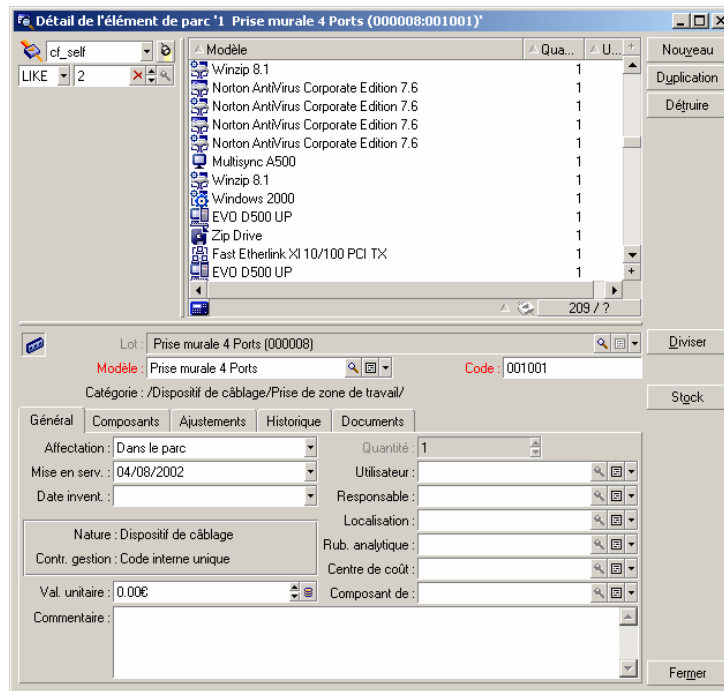 Détail de l'élément de parc '1 Prise murale 4 Ports (000008:001001)'
cf_self
LIKE 2
Modèle Qua... U...
Winzip 8.1 1
Norton AntiVirus Corporate Edition 7.6 1
Norton AntiVirus Corporate Edition 7.6 1
Norton AntiVirus Corporate Edition 7.6 1
Norton AntiVirus Corporate Edition 7.6 1
Multisync A500 1
Winzip 8.1 1
Windows 2000 1
EVO D500 UP 1
Zip Drive 1
Fast Etherlink XI 10/100 PCI TX 1
EVO D500 UP 1
209 / ?
Nouveau
Duplication
Détruire
Lot : Prise murale 4 Ports (000008)
Modèle : Prise murale 4 Ports Code : 001001
Catégorie : /Dispositif de câblage/Prise de zone de travail/
Diviser
Stock
Général Composants Ajustements Historique Documents
Affectation : Dans le parc Quantité : 1
Mise en serv. : 04/08/2002 Utilisateur :
Date invent. : Responsable :
Localisation :
Nature : Dispositif de câblage
Rub. analytique :
Contr. gestion : Code interne unique
Centre de coût :
Val. unitaire : 0.00€ Composant de :
Commentaire :
Fermer